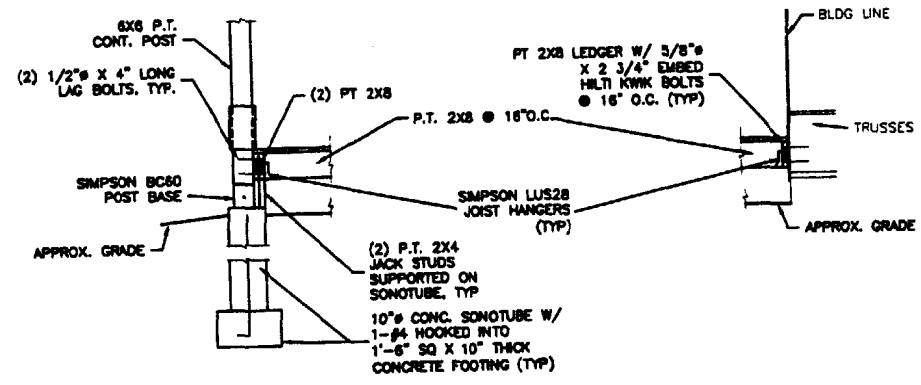 6X6 P.T.
CONT. POST
(2) 1/2"ø X 4" LONG
LAG BOLTS, TYP.
(2) PT 2X8
P.T. 2X8 @ 16"O.C.
SIMPSON BC60
POST BASE
APPROX. GRADE
SIMPSON LUS28
JOIST HANGERS
(TYP)
(2) P.T. 2X4
JACK STUDS
SUPPORTED ON
SONOTUBE, TYP
10"ø CONC. SONOTUBE W/
1-#4 HOOKED INTO
1'-6" SQ X 10" THICK
CONCRETE FOOTING (TYP)
BLDG LINE
PT 2X8 LEDGER W/ 5/8"ø
X 2 3/4" EMBED
HILTI KWIK BOLTS
@ 16" O.C. (TYP)
TRUSSES
APPROX. GRADE